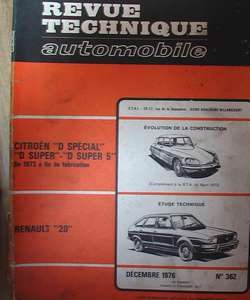 REVUE
TECHNIQUE
automobile
ÉVOLUTION DE LA CONSTRUCTION
CITROËN "D SPÉCIAL"
"D SUPER"-"D SUPER 5"
De 1973 à fin de fabrication
ÉTUDE TECHNIQUE
RENAULT "20"
DÉCEMBRE 1976
N° 362